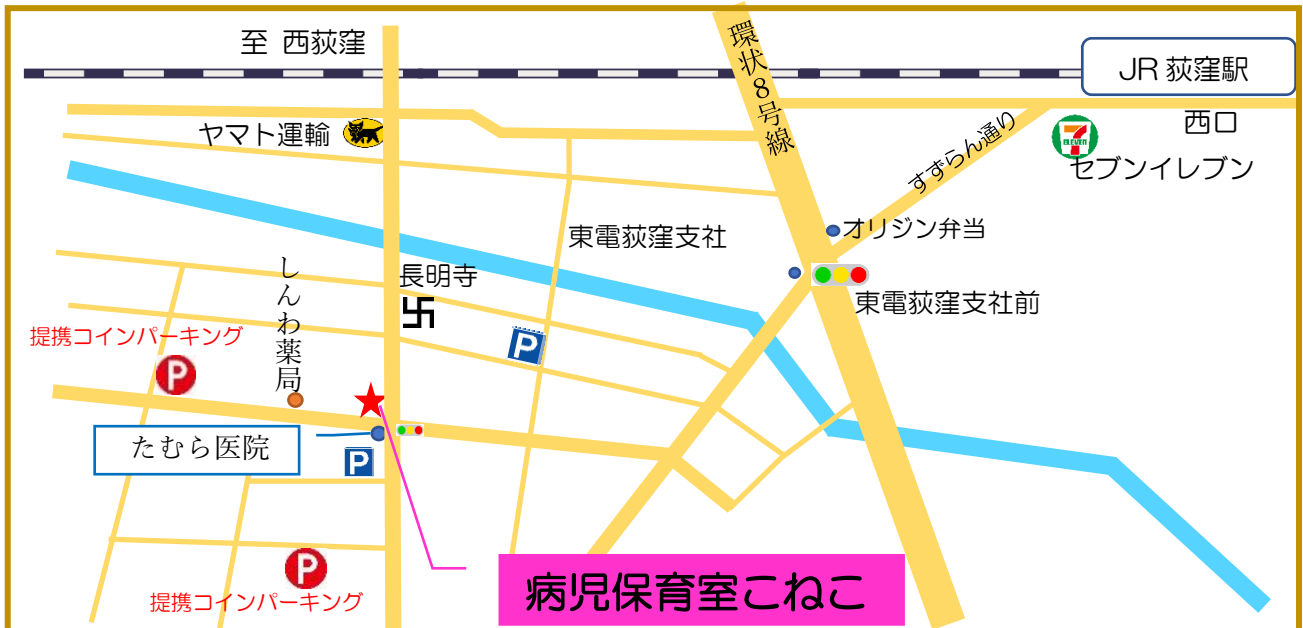 至 西荻窪
環状8号線
JR 荻窪駅
西口
ヤマト運輸
すずらん通り
7
ELEVEN
セブンイレブン
東電荻窪支社
オリジン弁当
しんわ薬局
長明寺
卐
東電荻窪支社前
提携コインパーキング
P
P
たむら医院
P
P
提携コインパーキング
病児保育室こねこ